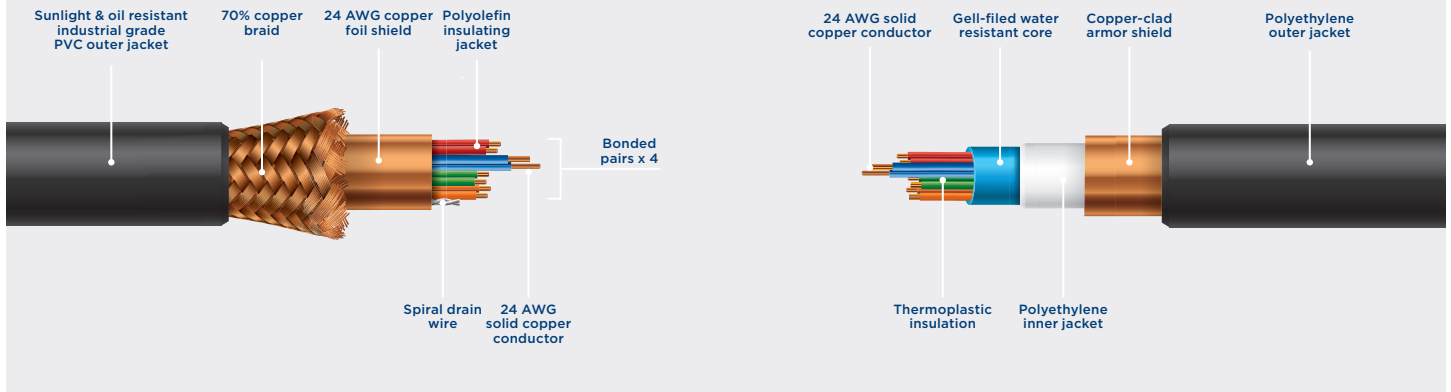 Sunlight & oil resistant
industrial grade
PVC outer jacket
70% copper
braid
24 AWG copper
foil shield
Polyolefin
insulating
jacket
Bonded
pairs x 4
Spiral drain
wire
24 AWG
solid copper
conductor
24 AWG solid
copper conductor
Gell-filed water
resistant core
Copper-clad
armor shield
Polyethylene
outer jacket
Thermoplastic
insulation
Polyethylene
inner jacket